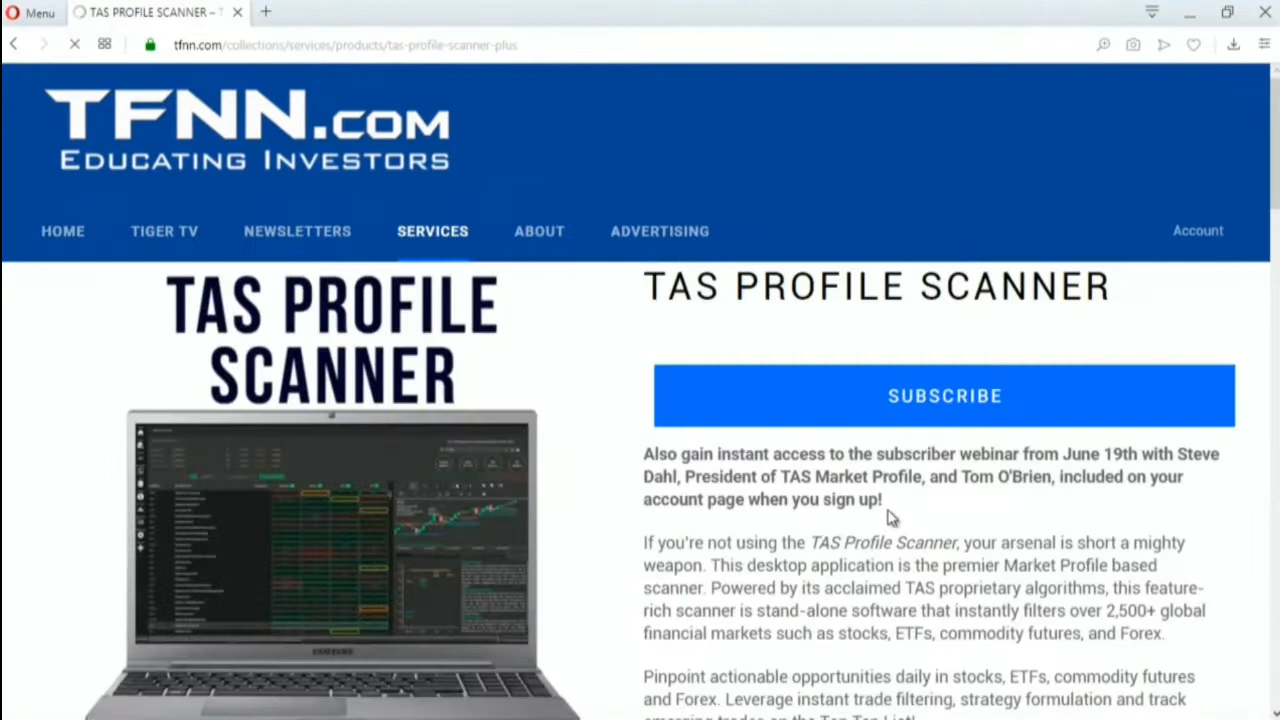 Menu
TAS PROFILE SCANNER –
tfnn.com/collections/services/products/tas-profile-scanner-plus
TFNN.COM
EDUCATING INVESTORS
HOME TIGER TV NEWSLETTERS SERVICES ABOUT ADVERTISING Account
TAS PROFILE
SCANNER
SAMSUNG
TAS PROFILE SCANNER
SUBSCRIBE
Also gain instant access to the subscriber webinar from June 19th with Steve
Dahl, President of TAS Market Profile, and Tom O'Brien, included on your
account page when you sign up!
If you're not using the TAS Profile Scanner, your arsenal is short a mighty
weapon. This desktop application is the premier Market Profile based
scanner. Powered by its acclaimed TAS proprietary algorithms, this feature-
rich scanner is stand-alone software that instantly filters over 2,500+ global
financial markets such as stocks, ETFs, commodity futures, and Forex.
Pinpoint actionable opportunities daily in stocks, ETFs, commodity futures
and Forex. Leverage instant trade filtering, strategy formulation and track
emerging trades on the Top Ten List!